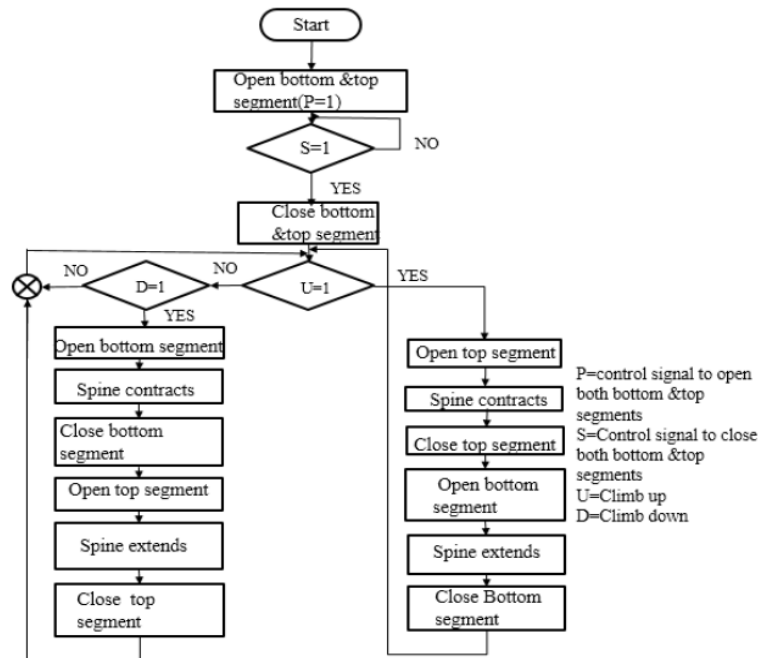 Start
Open bottom &top
segment(P=1)
S=1
NO
YES
Close bottom
&top segment
NO
D=1
NO
U=1
YES
YES
Open bottom segment
Spine contracts
Close bottom
segment
Open top segment
Spine extends
Close top
segment
Open top segment
Spine contracts
Close top segment
Open bottom
segment
Spine extends
Close Bottom
segment
P=control signal to open
both bottom &top
segments
S=Control signal to close
both bottom &top
segments
U=Climb up
D=Climb down